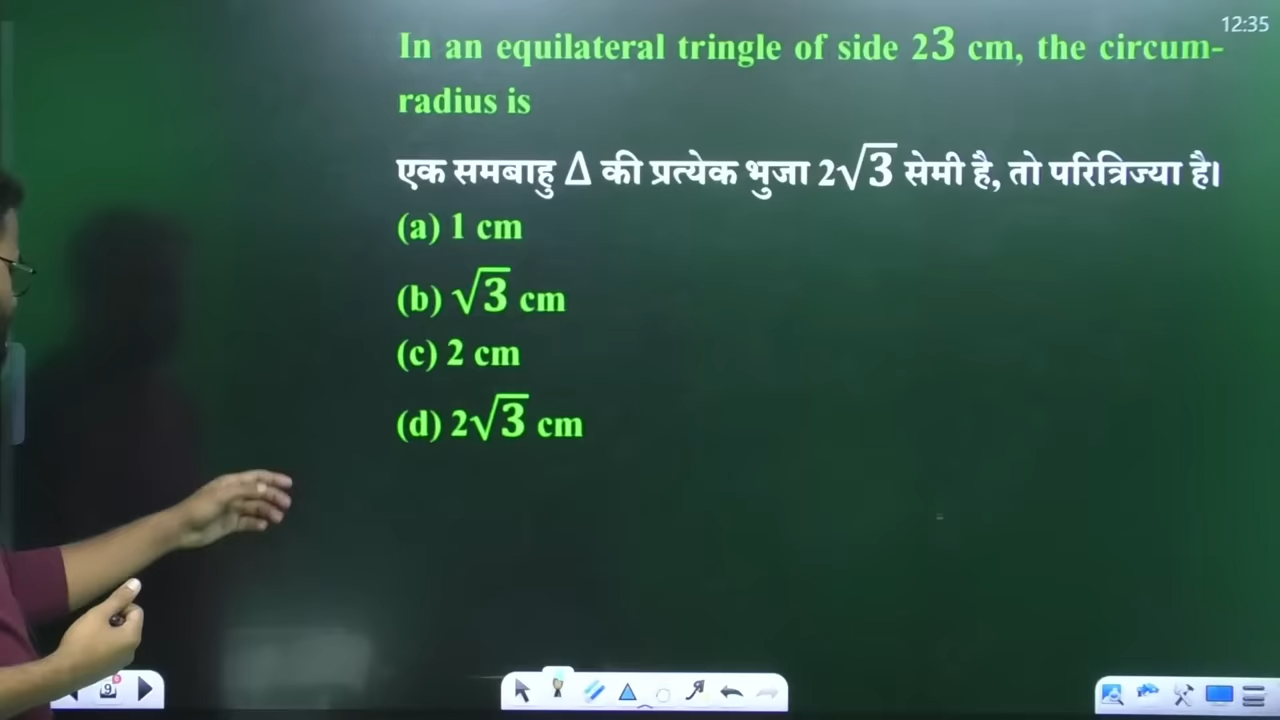 12:35
In an equilateral tringle of side 23 cm, the circum-
radius is
एक समबाहु Δ की प्रत्येक भुजा 2√3 सेमी है, तो परित्रिज्या है।
(a) 1 cm
(b) √3 cm
(c) 2 cm
(d) 2√3 cm
9